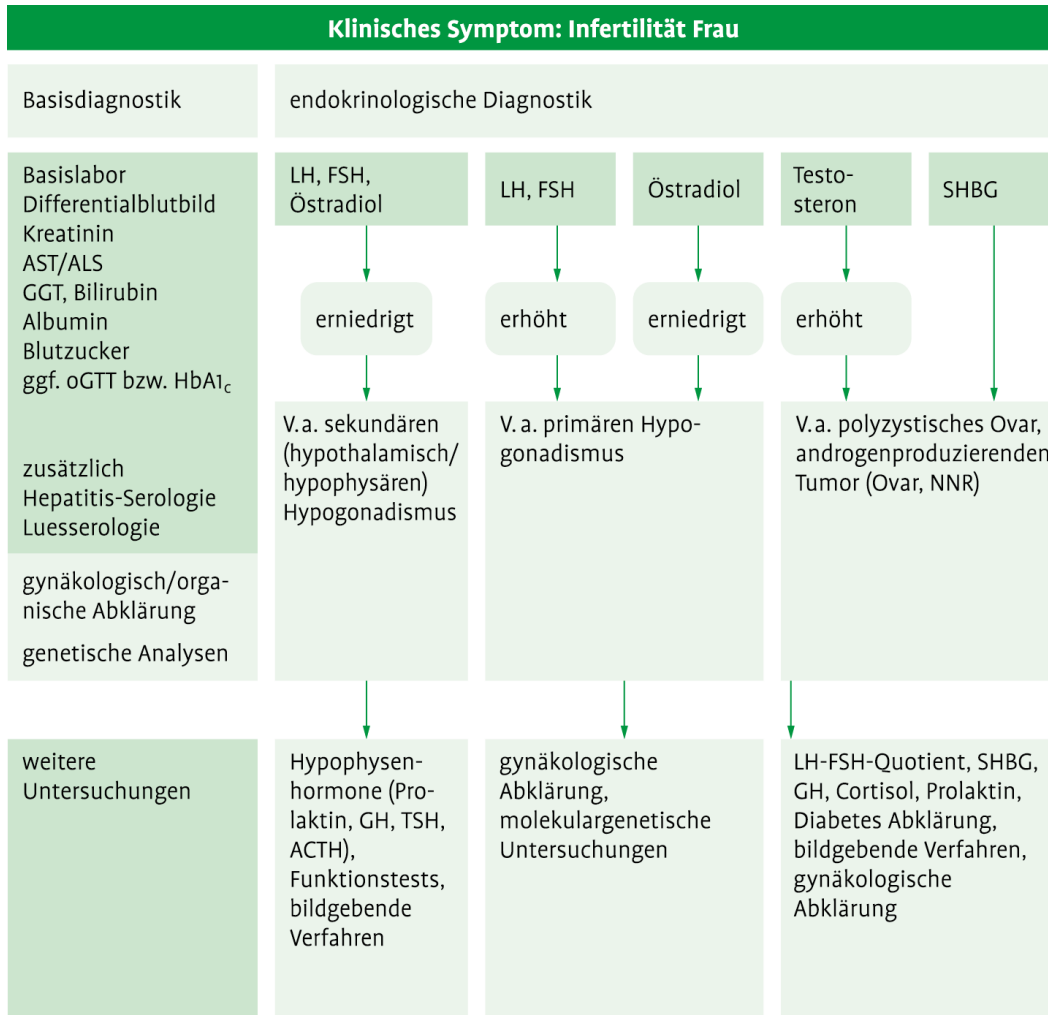 Klinisches Symptom: Infertilität Frau
Basisdiagnostik
endokrinologische Diagnostik
Basislabor
Differentialblutbild
Kreatinin
AST/ALS
GGT, Bilirubin
Albumin
Blutzucker
ggf. oGTT bzw. HbA1c
zusätzlich
Hepatitis-Serologie
Luesserologie
gynäkologisch/orga-
nische Abklärung
genetische Analysen
LH, FSH,
Östradiol
LH, FSH
Östradiol
Testo-
steron
SHBG
erniedrigt
erhöht
erniedrigt
erhöht
V. a. sekundären
(hypothalamisch/
hypophysären)
Hypogonadismus
V. a. primären Hypo-
gonadismus
V. a. polyzystisches Ovar,
androgenproduzierenden
Tumor (Ovar, NNR)
weitere
Untersuchungen
Hypophysen-
hormone (Pro-
laktin, GH, TSH,
ACTH),
Funktionstests,
bildgebende
Verfahren
gynäkologische
Abklärung,
molekulargenetische
Untersuchungen
LH-FSH-Quotient, SHBG,
GH, Cortisol, Prolaktin,
Diabetes Abklärung,
bildgebende Verfahren,
gynäkologische
Abklärung